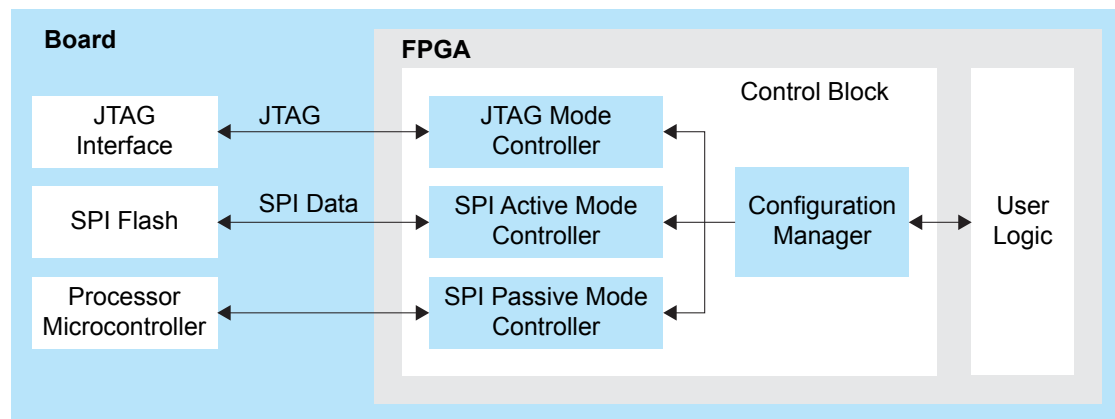 Board
FPGA
Control Block
JTAG
Interface
JTAG
JTAG Mode
Controller
SPI Flash
SPI Data
SPI Active Mode
Controller
Configuration
Manager
User
Logic
Processor
Microcontroller
SPI Passive Mode
Controller